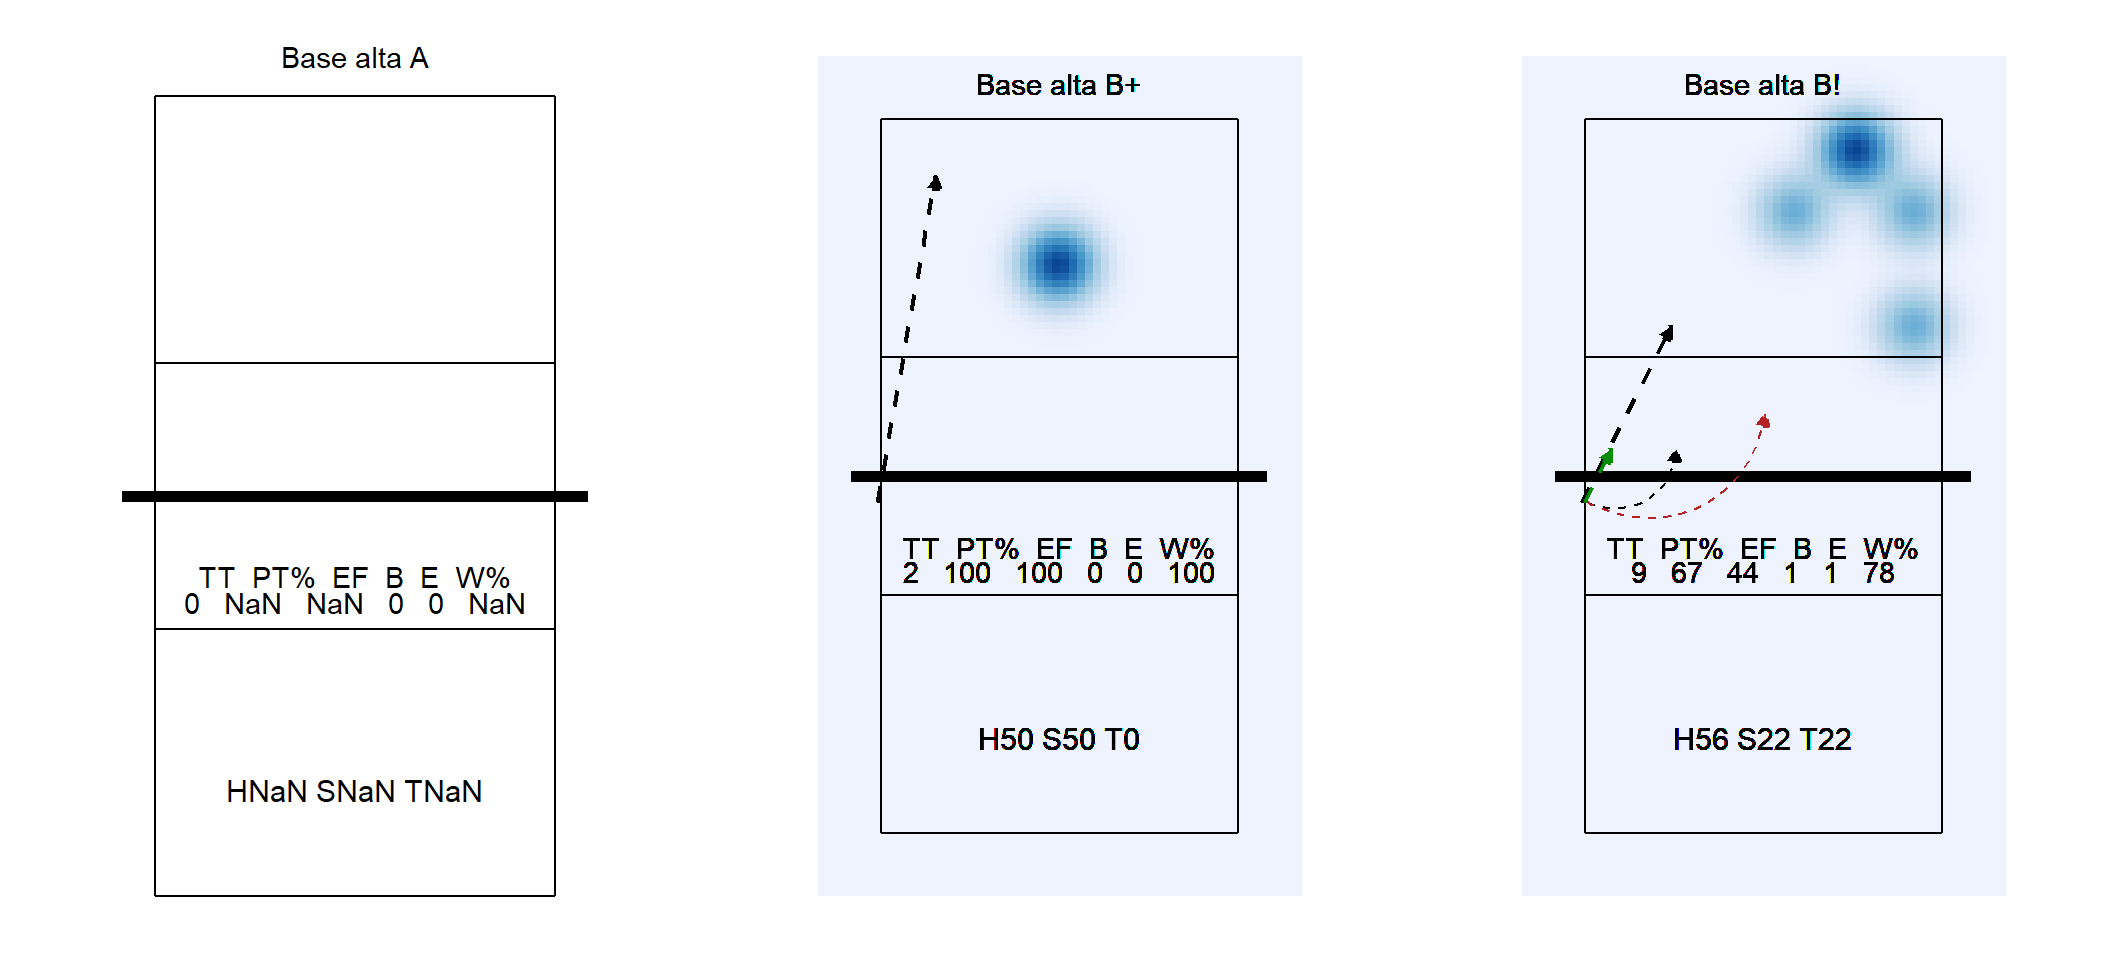 Base alta A
TT PT% EF B E W%
0 NaN NaN 0 0 NaN
HNaN SNaN TNaN
Base alta B+
TT PT% EF B E W%
2 100 100 0 0 100
H50 S50 T0
Base alta B!
TT PT% EF B E W%
9 67 44 1 1 78
H56 S22 T22